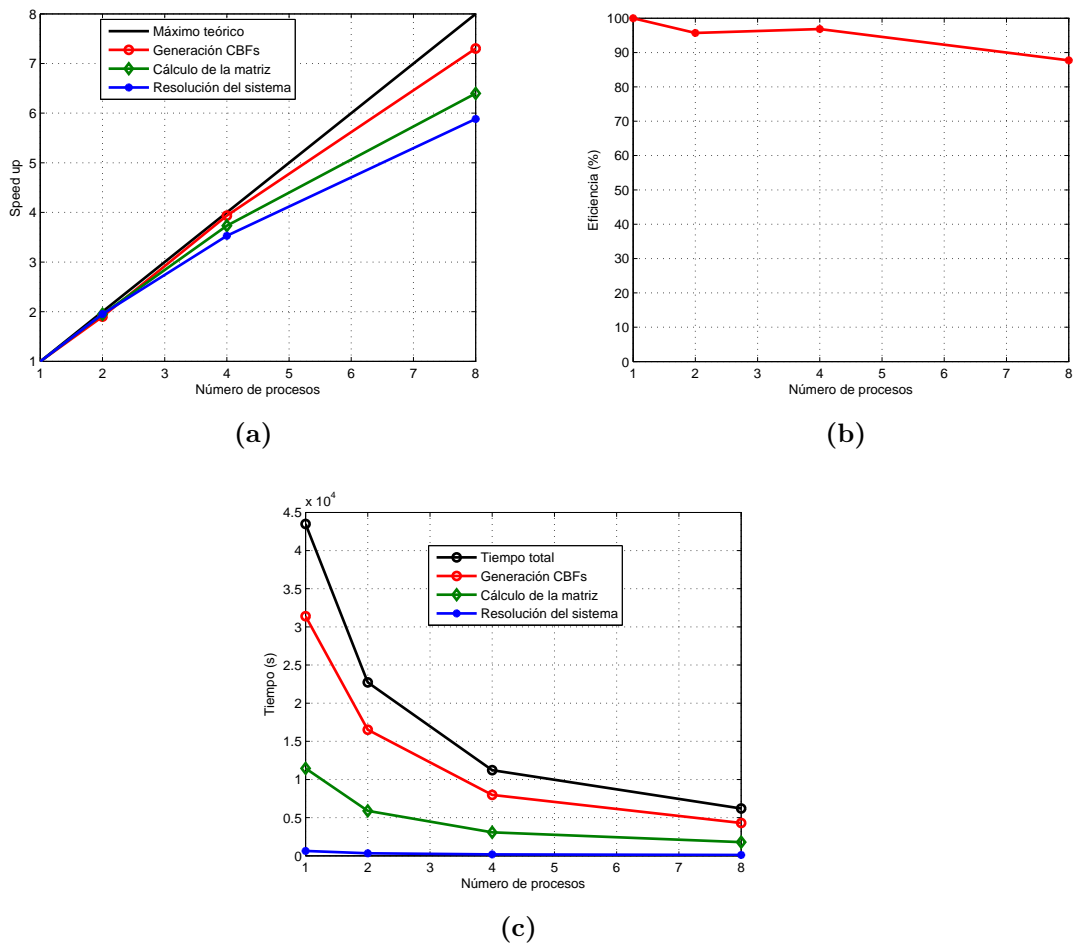 8
7
6
5
4
3
2
1
Speed up
Máximo teórico
Generación CBFs
Cálculo de la matriz
Resolución del sistema
1 2 3 4 5 6 7 8
Número de procesos
(a)
100
90
80
70
60
50
40
30
20
10
0
Eficiencia (%)
1 2 3 4 5 6 7 8
Número de procesos
(b)
x 10^4
4.5
4
3.5
3
2.5
2
1.5
1
0.5
0
Tiempo (s)
Tiempo total
Generación CBFs
Cálculo de la matriz
Resolución del sistema
1 2 3 4 5 6 7 8
Número de procesos
(c)